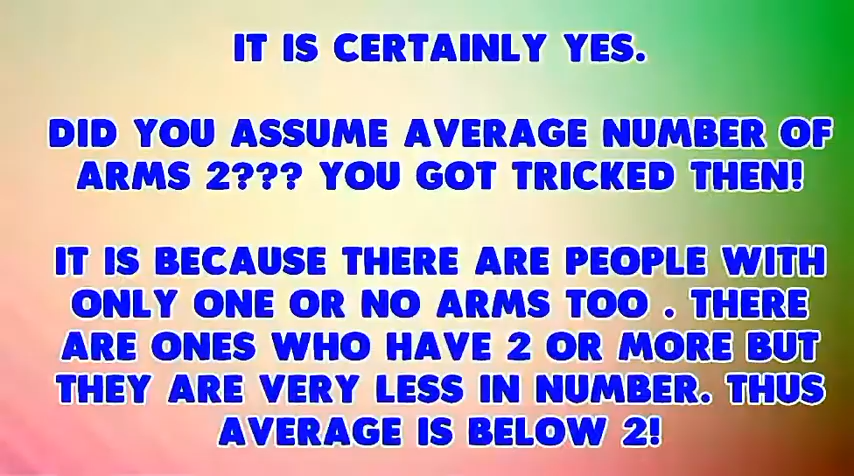 IT IS CERTAINLY YES.
DID YOU ASSUME AVERAGE NUMBER OF
ARMS 2??? YOU GOT TRICKED THEN!
IT IS BECAUSE THERE ARE PEOPLE WITH
ONLY ONE OR NO ARMS TOO . THERE
ARE ONES WHO HAVE 2 OR MORE BUT
THEY ARE VERY LESS IN NUMBER. THUS
AVERAGE IS BELOW 2!